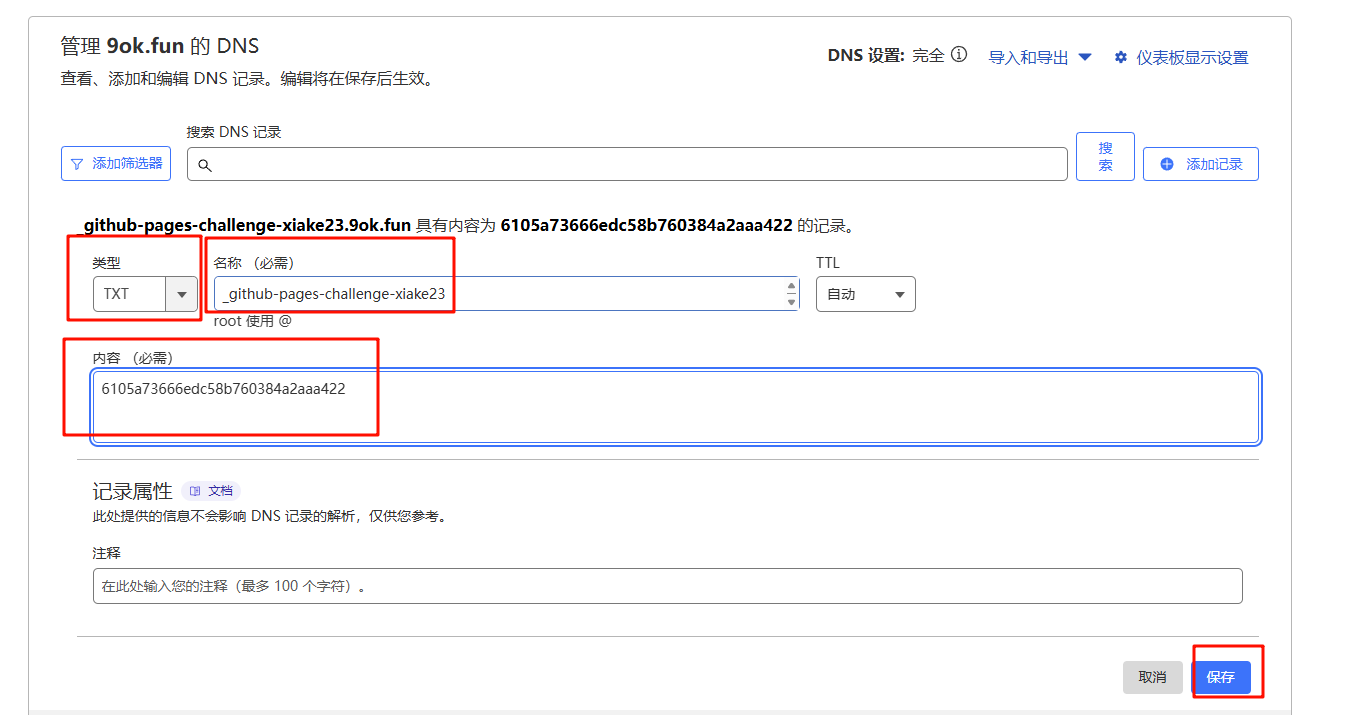 管理 9ok.fun 的 DNS
DNS 设置: 完全 导入和导出 仪表板显示设置
查看、添加和编辑 DNS 记录。编辑将在保存后生效。
搜索 DNS 记录
添加筛选器
搜
索
添加记录
_github-pages-challenge-xiake23.9ok.fun 具有内容为 6105a73666edc58b760384a2aaa422 的记录。
类型 名称 （必需） TTL
TXT _github-pages-challenge-xiake23 自动
root 使用 @
内容 （必需）
6105a73666edc58b760384a2aaa422
记录属性 文档
此处提供的信息不会影响 DNS 记录的解析，仅供您参考。
注释
在此处输入您的注释（最多 100 个字符）。
取消 保存